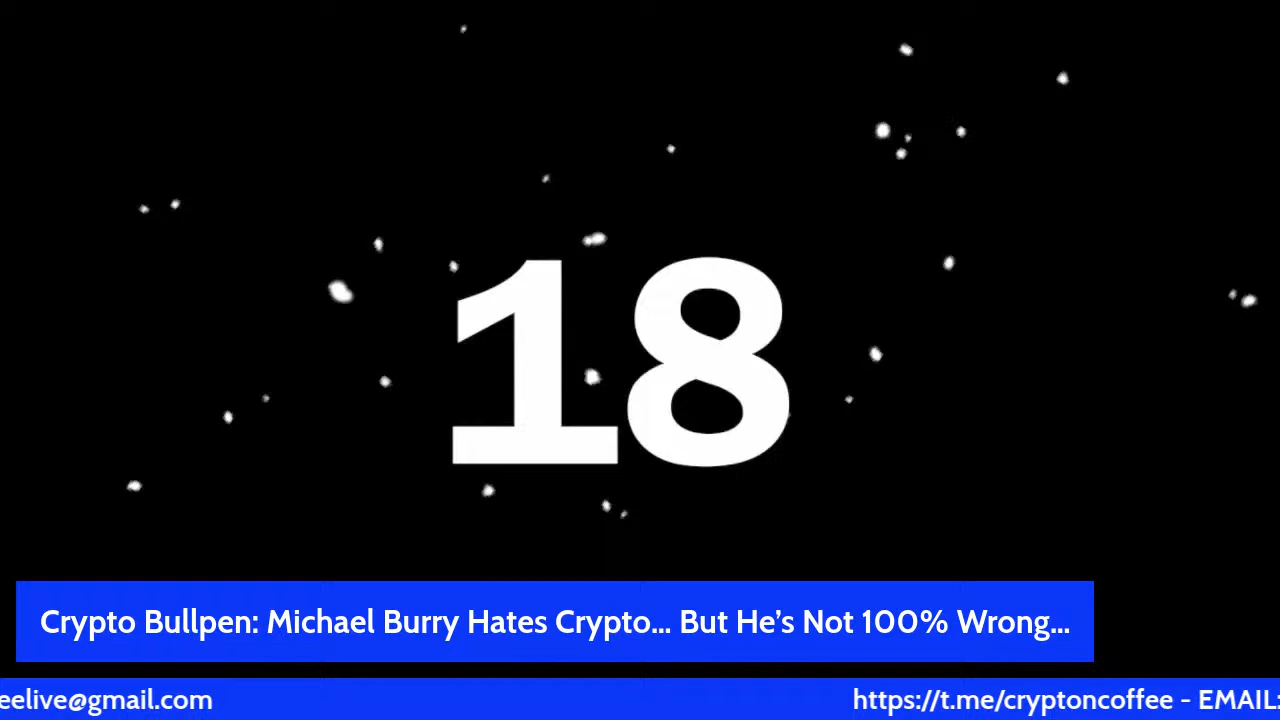 18
Crypto Bullpen: Michael Burry Hates Crypto... But He's Not 100% Wrong...
eelive@gmail.com https://t.me/cryptoncoffee - EMAIL: